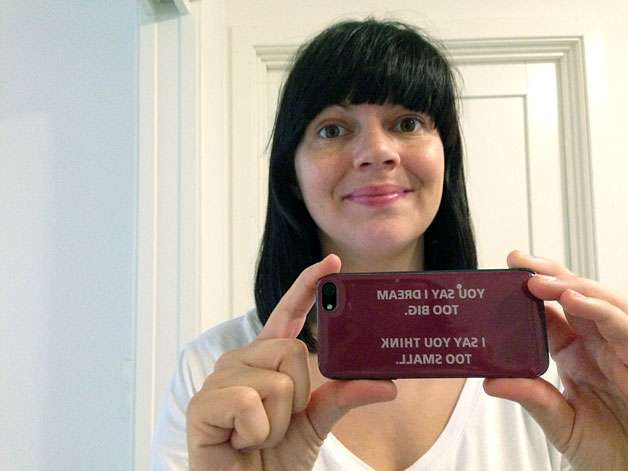 YOU SAY I DREAM
TOO BIG.
I SAY YOU THINK
TOO SMALL.